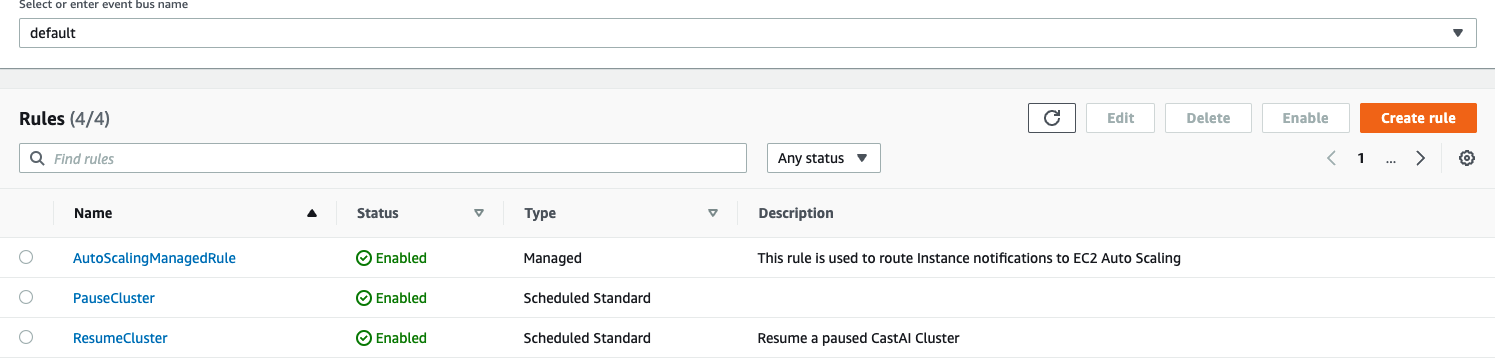 Select or enter event bus name
default
Rules (4/4)
Edit Delete Enable Create rule
Find rules Any status 1 ...
Name Status Type Description
AutoScalingManagedRule Enabled Managed This rule is used to route Instance notifications to EC2 Auto Scaling
PauseCluster Enabled Scheduled Standard
ResumeCluster Enabled Scheduled Standard Resume a paused CastAI Cluster